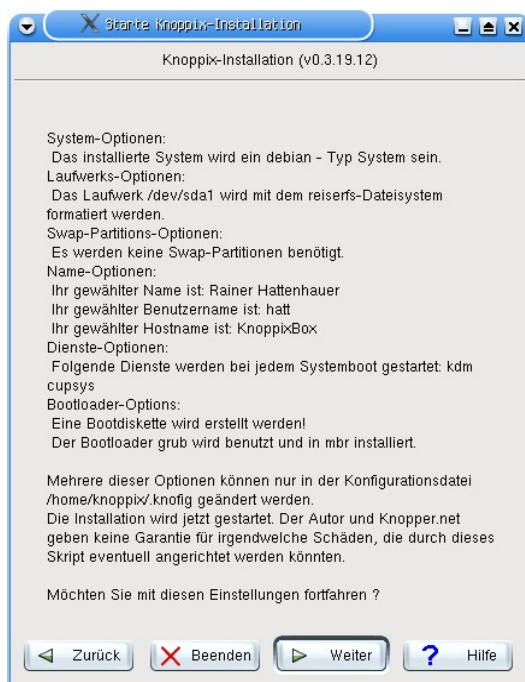 Starte Knoppix-Installation
Knoppix-Installation (v0.3.19.12)
System-Optionen:
Das installierte System wird ein debian - Typ System sein.
Laufwerks-Optionen:
Das Laufwerk /dev/sda1 wird mit dem reiserfs-Dateisystem
formatiert werden.
Swap-Partitions-Optionen:
Es werden keine Swap-Partitionen benötigt.
Name-Optionen:
Ihr gewählter Name ist: Rainer Hattenhauer
Ihr gewählter Benutzername ist: hatt
Ihr gewählter Hostname ist: KnoppixBox
Dienste-Optionen:
Folgende Dienste werden bei jedem Systemboot gestartet: kdm
cupsys
Bootloader-Options:
Eine Bootdiskette wird erstellt werden!
Der Bootloader grub wird benutzt und in mbr installiert.
Mehrere dieser Optionen können nur in der Konfigurationsdatei
/home/knoppix/.knofig geändert werden.
Die Installation wird jetzt gestartet. Der Autor und Knopper.net
geben keine Garantie für irgendwelche Schäden, die durch dieses
Skript eventuell angerichtet werden könnten.
Möchten Sie mit diesen Einstellungen fortfahren ?
Zurück Beenden Weiter ? Hilfe